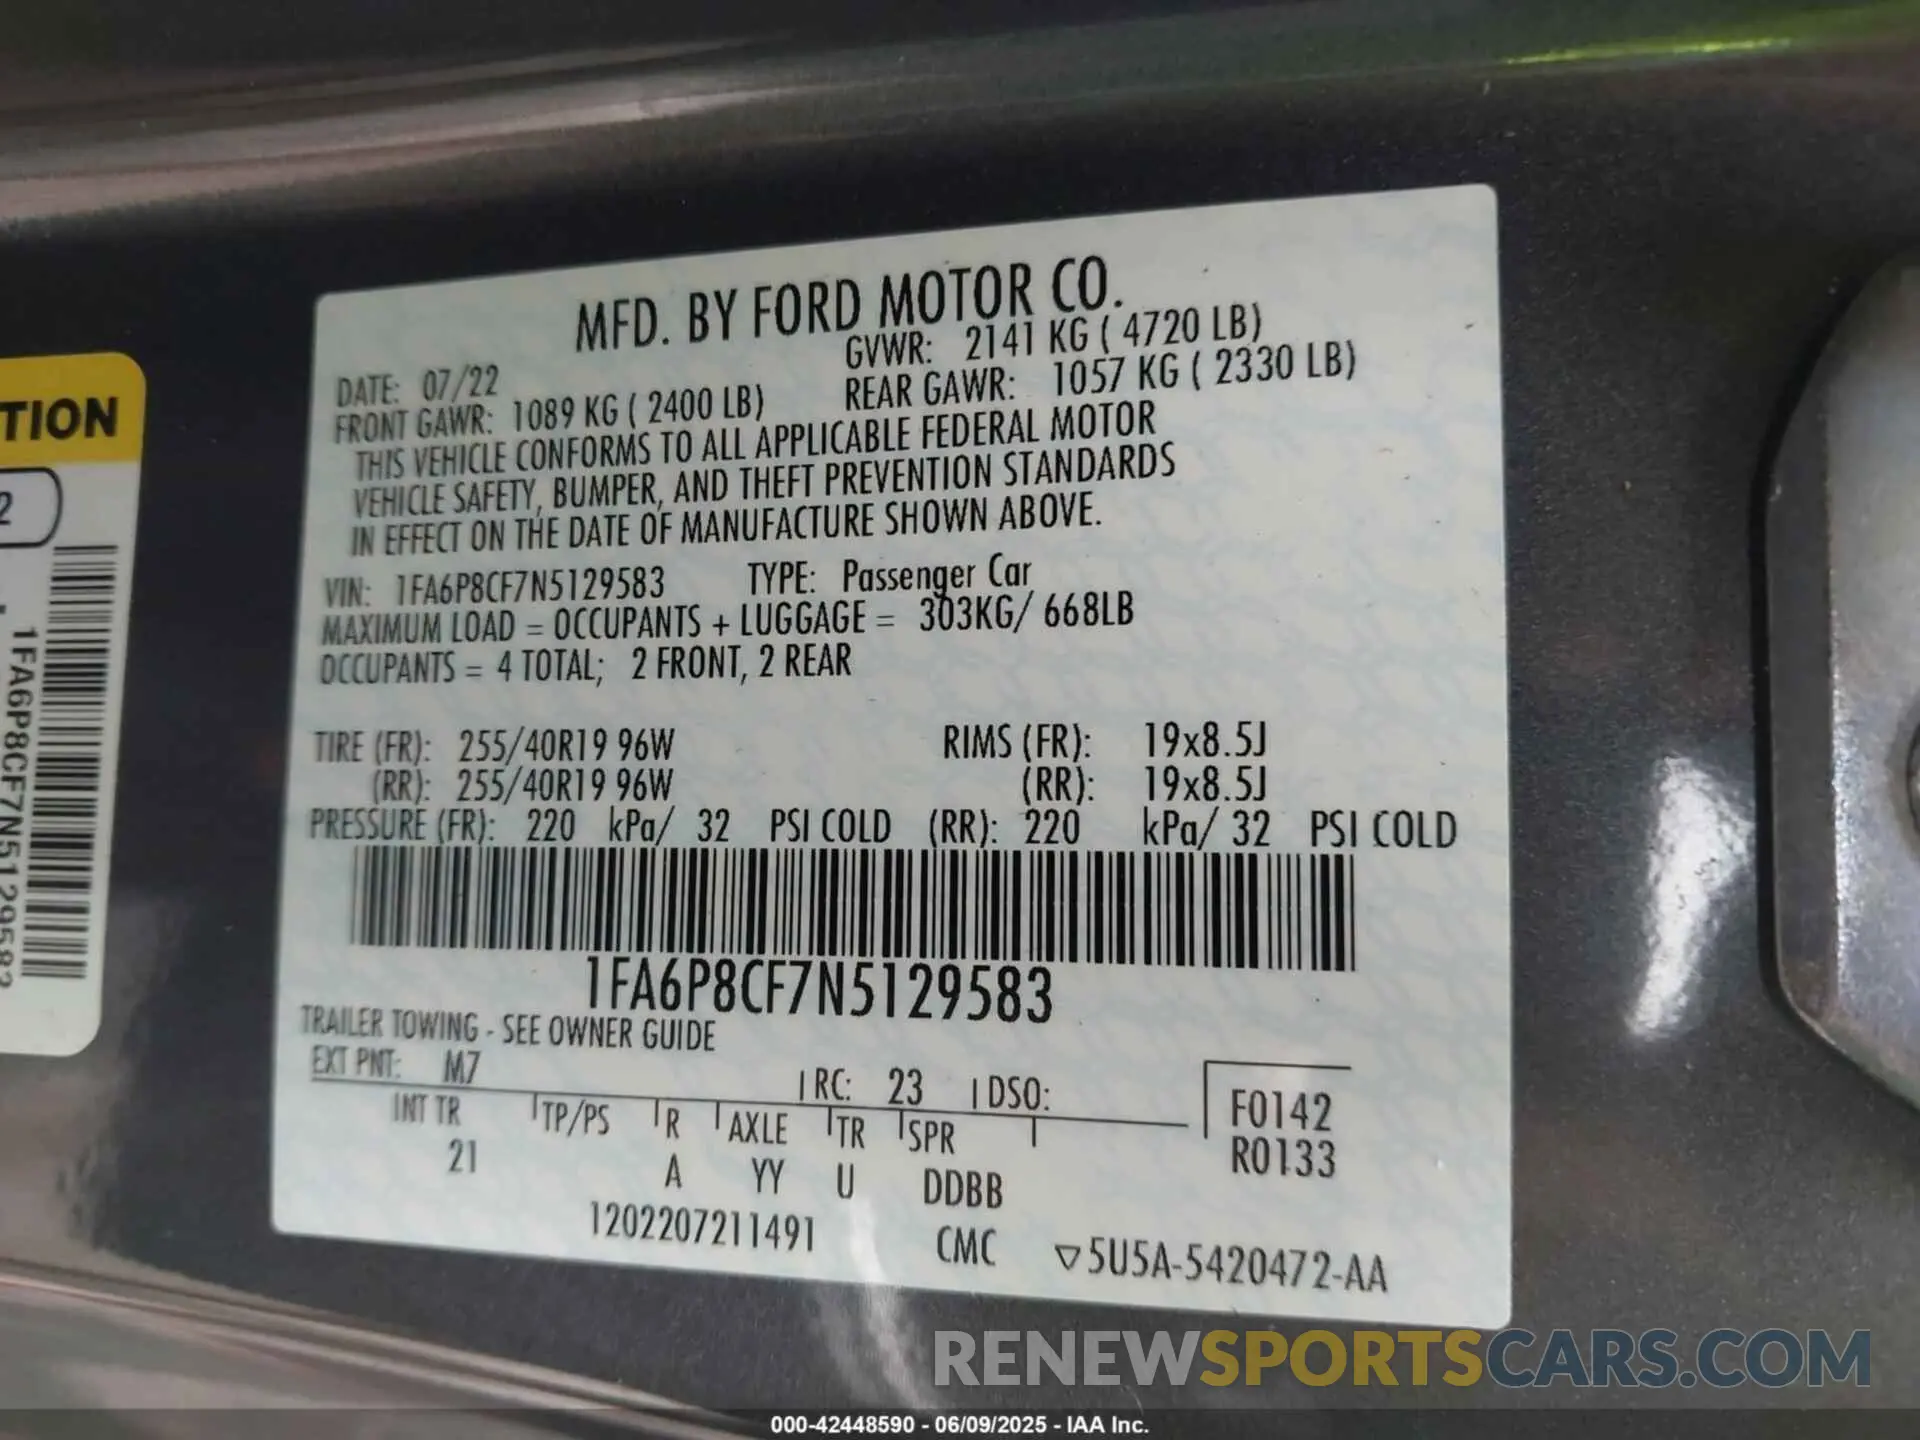 MFD. BY FORD MOTOR CO.
DATE: 07/22 GVWR: 2141 KG ( 4720 LB)
FRONT GAWR: 1089 KG ( 2400 LB) REAR GAWR: 1057 KG ( 2330 LB)
THIS VEHICLE CONFORMS TO ALL APPLICABLE FEDERAL MOTOR
VEHICLE SAFETY, BUMPER, AND THEFT PREVENTION STANDARDS
IN EFFECT ON THE DATE OF MANUFACTURE SHOWN ABOVE.
VIN: 1FA6P8CF7N5129583 TYPE: Passenger Car
MAXIMUM LOAD = OCCUPANTS + LUGGAGE = 303KG/ 668LB
OCCUPANTS = 4 TOTAL; 2 FRONT, 2 REAR
TIRE (FR): 255/40R19 96W RIMS (FR): 19x8.5J
(RR): 255/40R19 96W (RR): 19x8.5J
PRESSURE (FR): 220 kPa/ 32 PSI COLD (RR): 220 kPa/ 32 PSI COLD
1FA6P8CF7N5129583
TRAILER TOWING - SEE OWNER GUIDE
EXT PNT: M7 RC: 23 DSO:
INT TR TP/PS R AXLE TR SPR
21 A YY U DDBB
F0142
R0133
1202207211491 CMC ▽5U5A-5420472-AA
TION
2
1FA6P8CF7N5129583
RENEWSPORTSCARS.COM
000-42448590 - 06/09/2025 - IAA Inc.